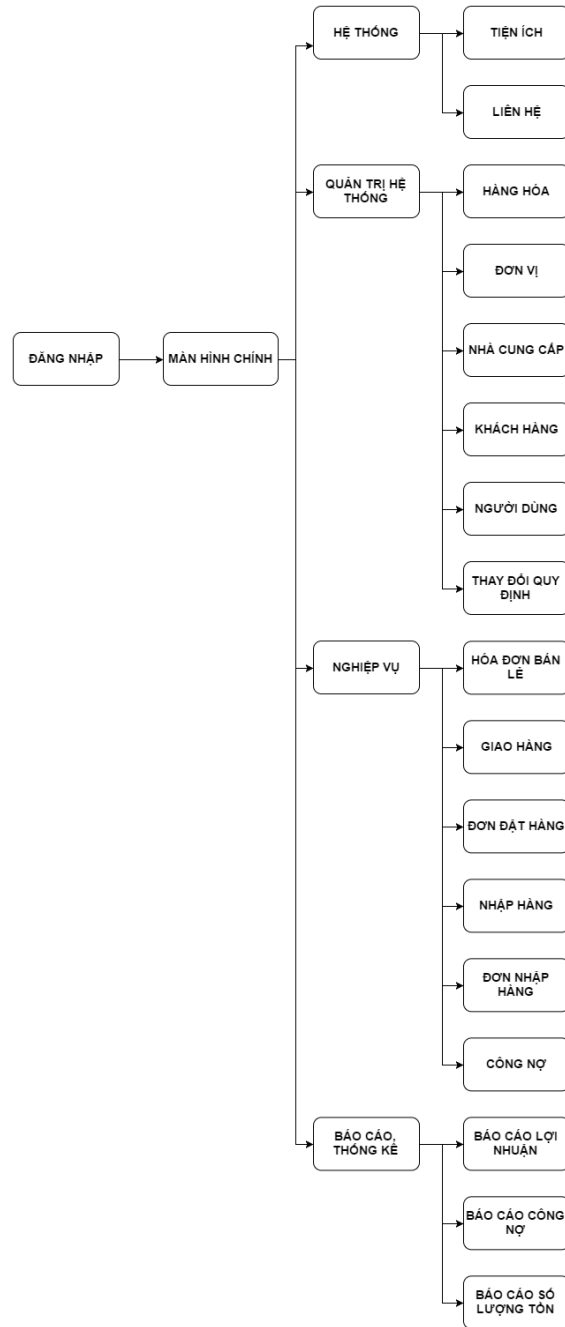 HỆ THỐNG
TIỆN ÍCH
LIÊN HỆ
QUẢN TRỊ HỆ
THỐNG
HÀNG HÓA
ĐƠN VỊ
ĐĂNG NHẬP
MÀN HÌNH CHÍNH
NHÀ CUNG CẤP
KHÁCH HÀNG
NGƯỜI DÙNG
THAY ĐỔI QUY
ĐỊNH
NGHIỆP VỤ
HÓA ĐƠN BÁN
LẺ
GIAO HÀNG
ĐƠN ĐẶT HÀNG
NHẬP HÀNG
ĐƠN NHẬP
HÀNG
CÔNG NỢ
BÁO CÁO,
THỐNG KÊ
BÁO CÁO LỢI
NHUẬN
BÁO CÁO CÔNG
NỢ
BÁO CÁO SỐ
LƯỢNG TỒN